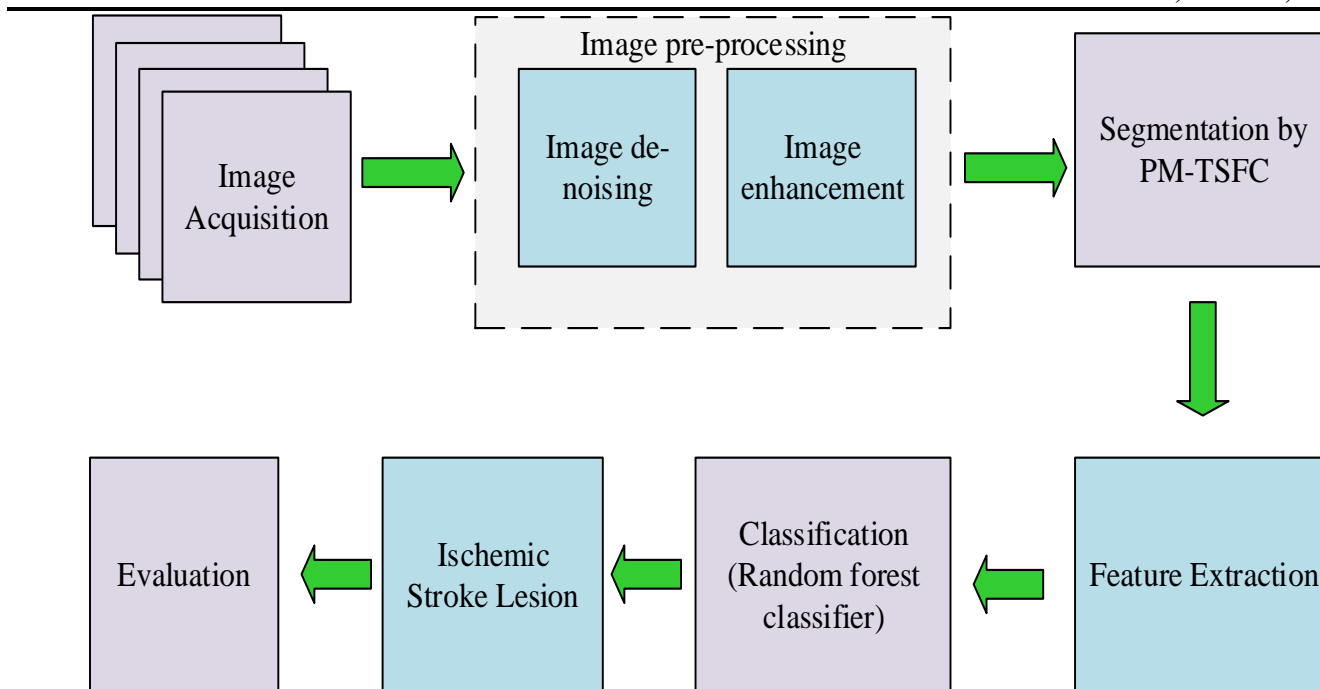 Image pre-processing
Image
Acquisition
Image de-
noising
Image
enhancement
Segmentation by
PM-TSFC
Evaluation
Ischemic
Stroke Lesion
Classification
(Random forest
classifier)
Feature Extraction